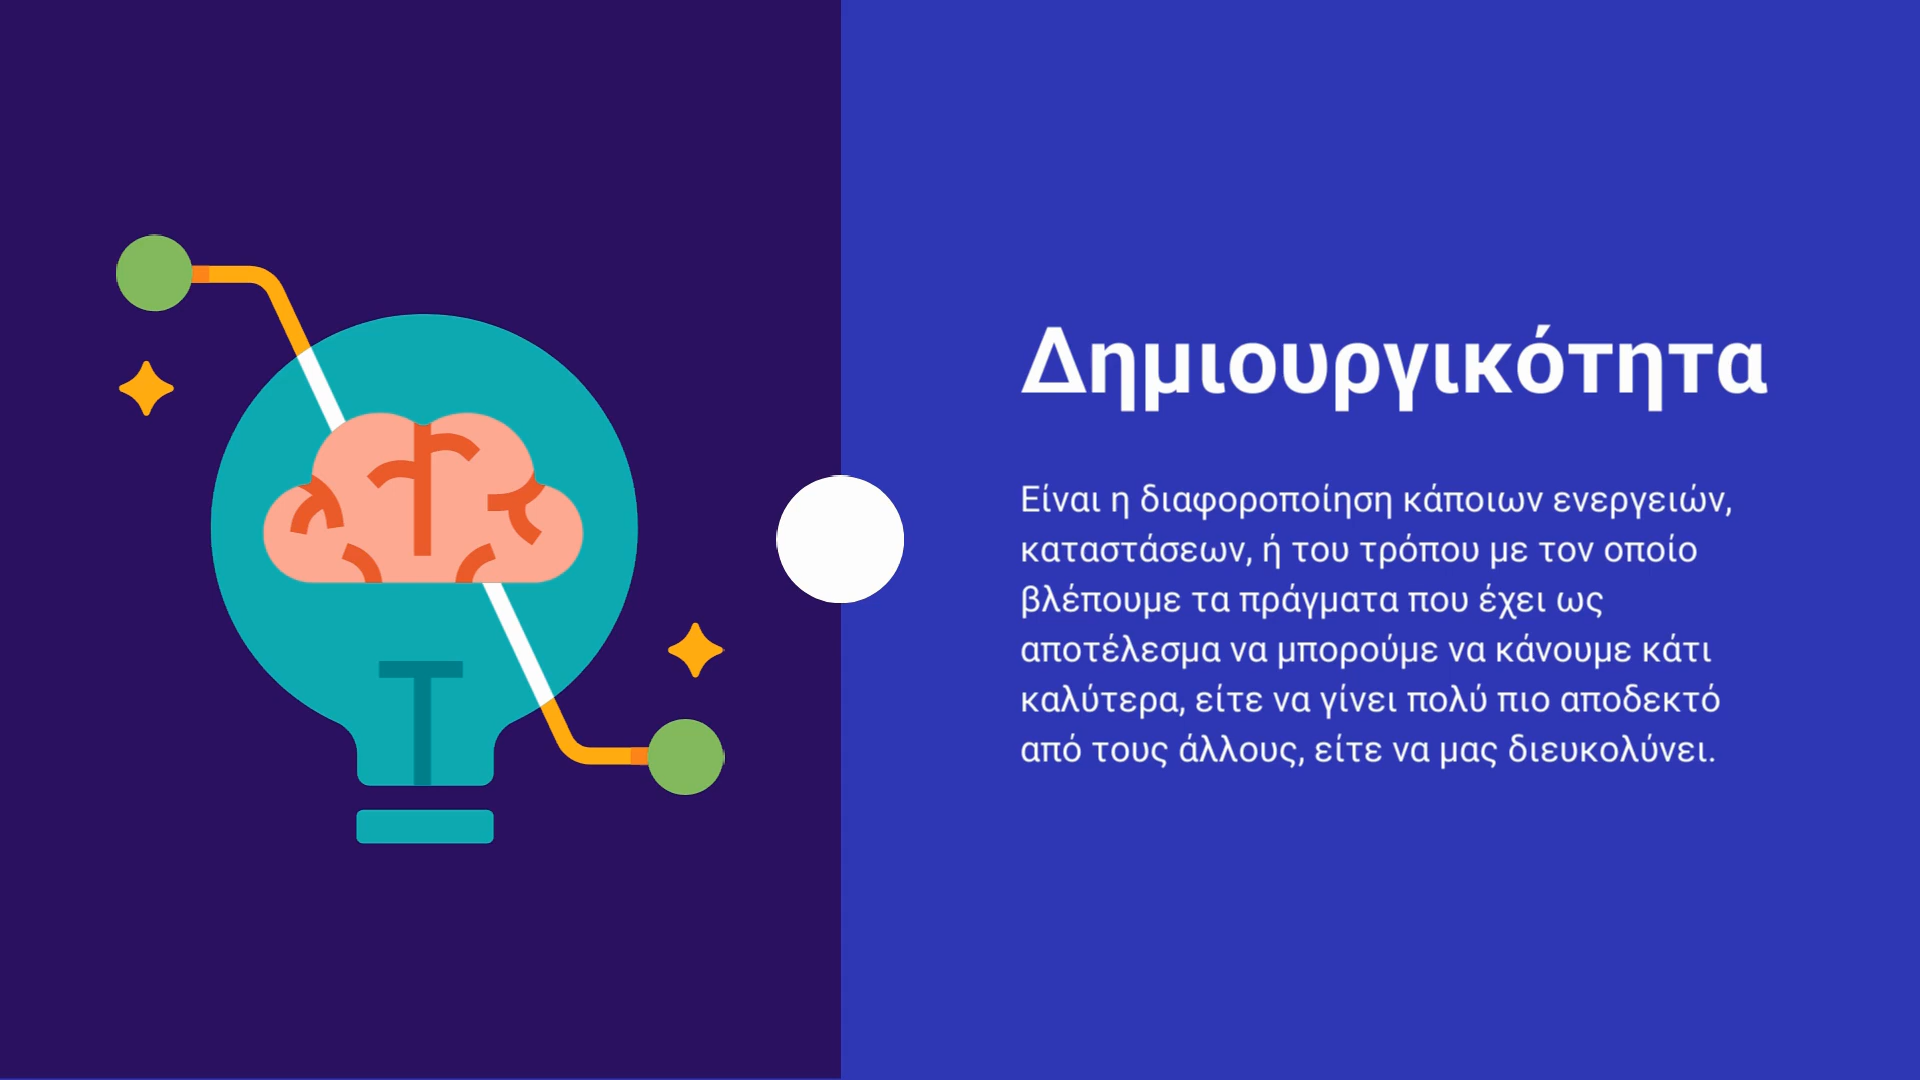 Δημιουργικότητα
Είναι η διαφοροποίηση κάποιων ενεργειών,
καταστάσεων, ή του τρόπου με τον οποίο
βλέπουμε τα πράγματα που έχει ως
αποτέλεσμα να μπορούμε να κάνουμε κάτι
καλύτερα, είτε να γίνει πολύ πιο αποδεκτό
από τους άλλους, είτε να μας διευκολύνει.